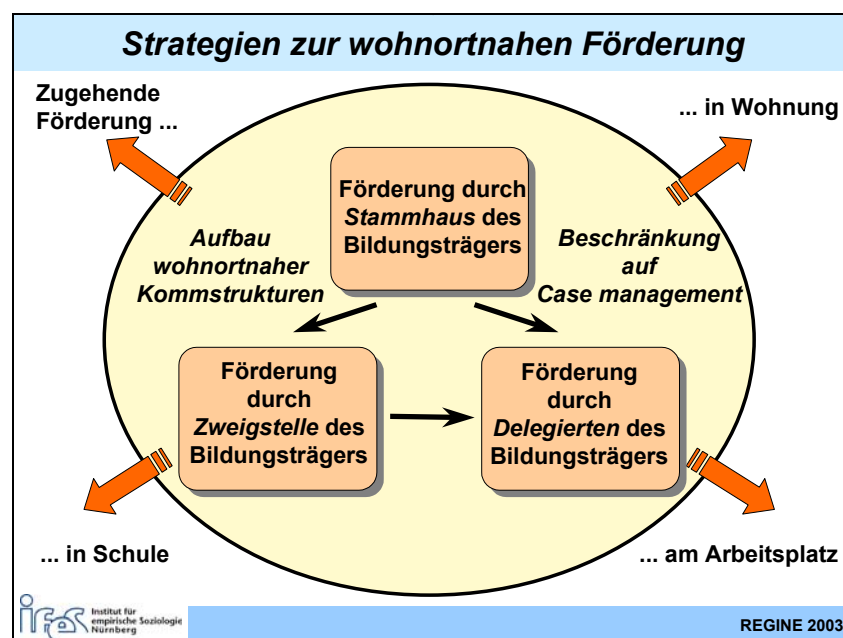 Strategien zur wohnortnahen Förderung
Zugehende
Förderung ...
... in Wohnung
Förderung durch
Stammhaus des
Bildungsträgers
Aufbau
wohnortnaher
Kommstrukturen
Beschränkung
auf
Case management
Förderung
durch
Zweigstelle des
Bildungsträgers
Förderung
durch
Delegierten des
Bildungsträgers
... in Schule
... am Arbeitsplatz
ifes
Institut für
empirische Soziologie
Nürnberg
REGINE 2003